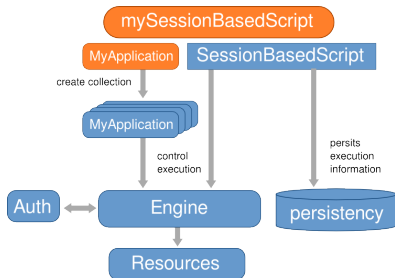 mySessionBasedScript
MyApplication
SessionBasedScript
create collection
MyApplication
control
execution
persits
execution
information
Auth
Engine
persistency
Resources